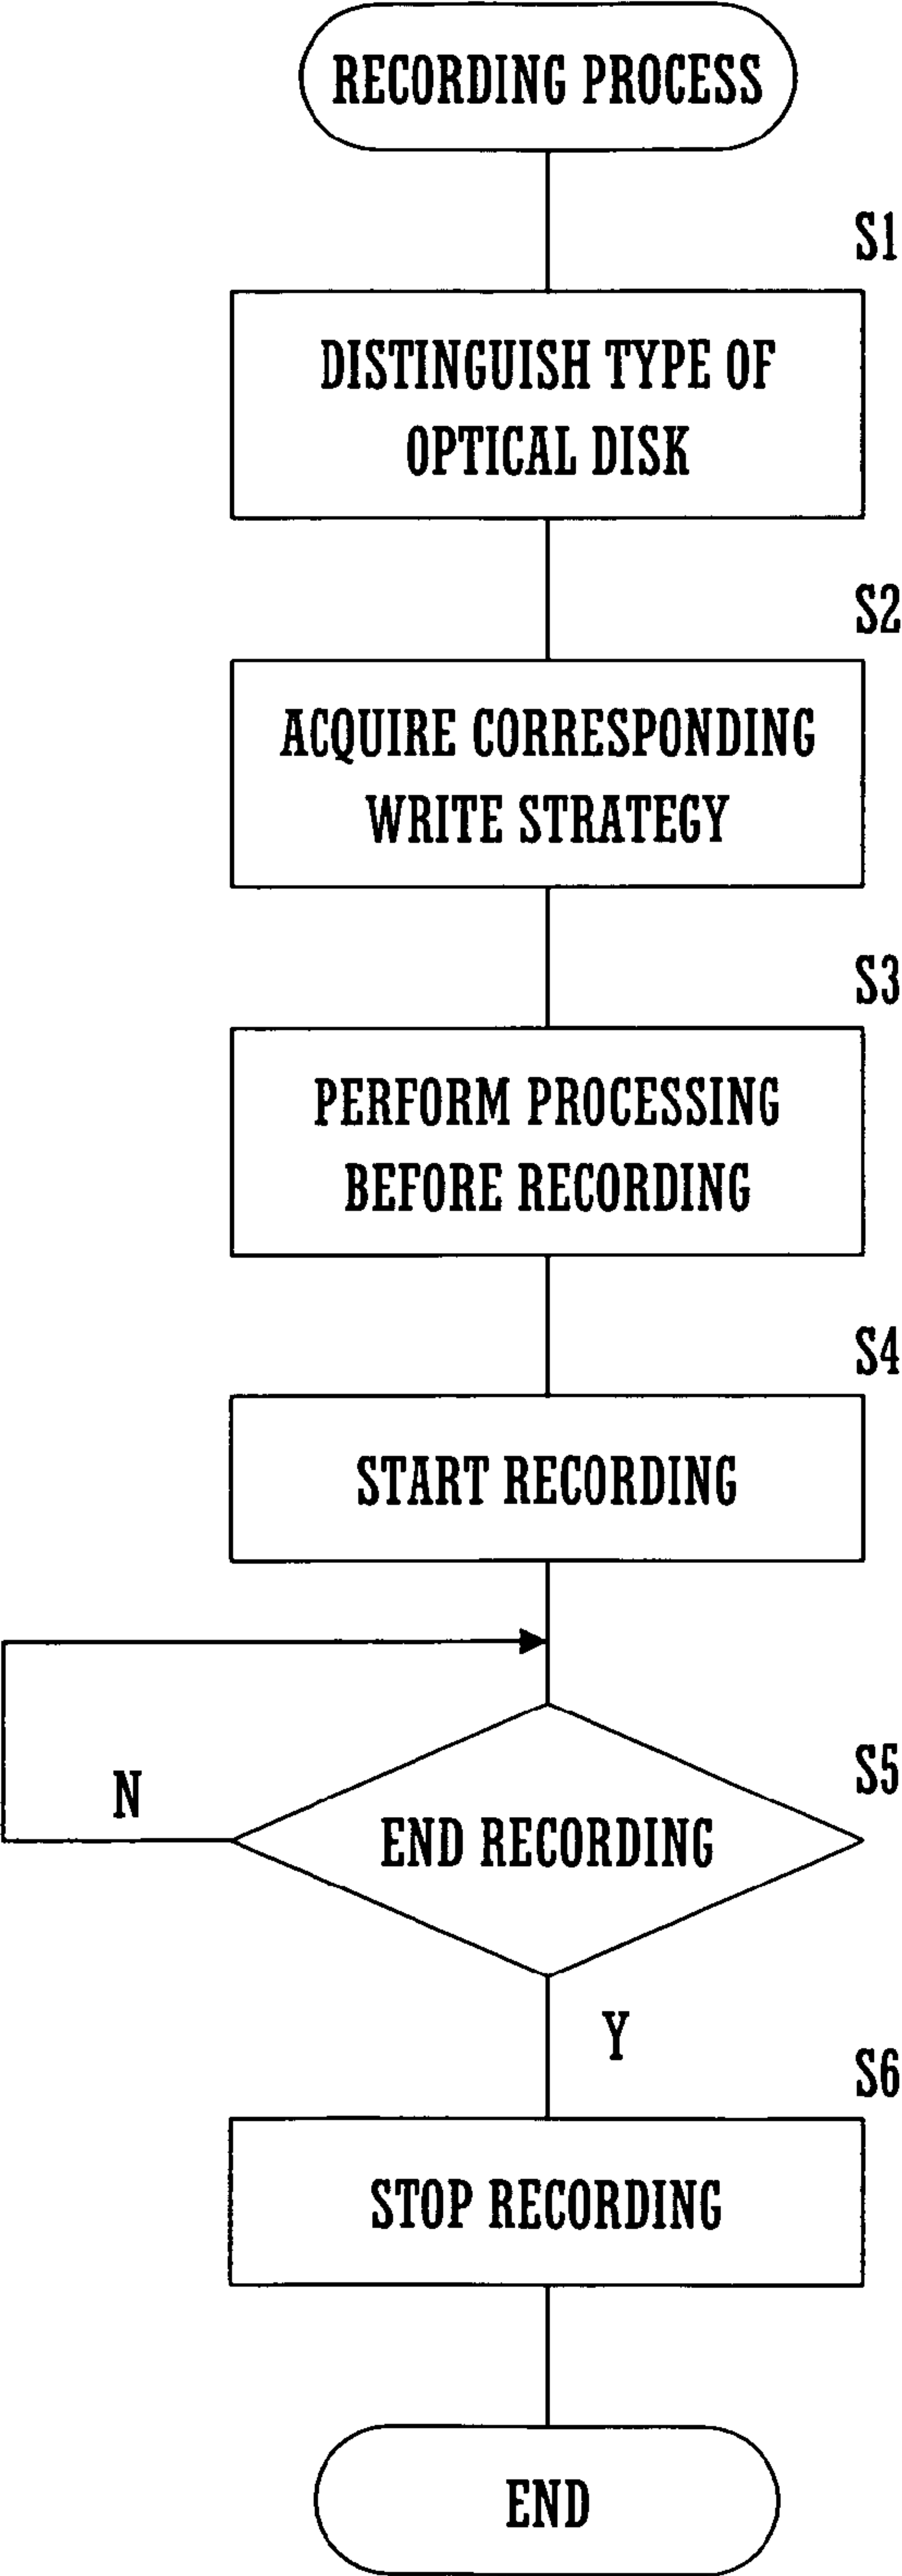 RECORDING PROCESS
S1
DISTINGUISH TYPE OF
OPTICAL DISK
S2
ACQUIRE CORRESPONDING
WRITE STRATEGY
S3
PERFORM PROCESSING
BEFORE RECORDING
S4
START RECORDING
S5
N
END RECORDING
Y
S6
STOP RECORDING
END